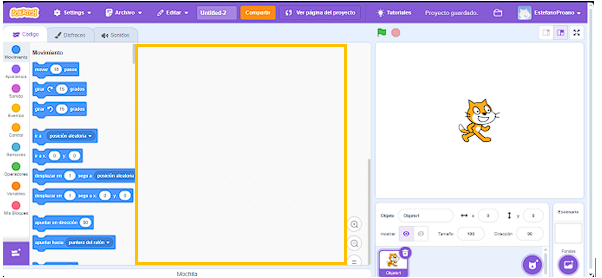 SCRATCH Settings Archivo Editar Untitled-2 Compartir Ver página del proyecto Tutoriales Proyecto guardado. EstefanoProano
Código Disfraces Sonidos
Movimiento
Movimiento
mover 10 pasos
Apariencia
girar 15 grados
Sonido
girar 15 grados
Eventos
Control
ir a posición aleatoria
Sensores
ir a x: 0 y: 0
Operadores
deslizar en 1 segs a posición aleatoria
Variables
deslizar en 1 segs a x: 0 y: 0
Mis Bloques
apuntar en dirección 90
apuntar hacia puntero del ratón
Objeto Objeto1 x 0 y 0
Mostrar Tamaño 100 Dirección 90
Escenario
Fondos
Objeto1
Mochila